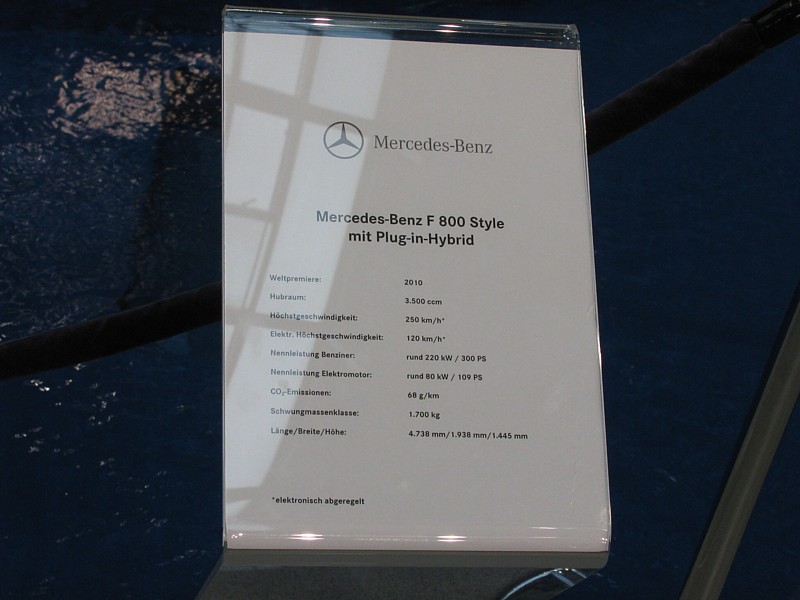 Mercedes-Benz
Mercedes-Benz F 800 Style
mit Plug-in-Hybrid
Weltpremiere: 2010
Hubraum: 3.500 ccm
Höchstgeschwindigkeit: 250 km/h*
Elektr. Höchstgeschwindigkeit: 120 km/h*
Nennleistung Benziner: rund 220 kW / 300 PS
Nennleistung Elektromotor: rund 80 kW / 109 PS
CO₂-Emissionen: 68 g/km
Schwungmassenklasse: 1.700 kg
Länge/Breite/Höhe: 4.738 mm/1.938 mm/1.445 mm
*elektronisch abgeregelt